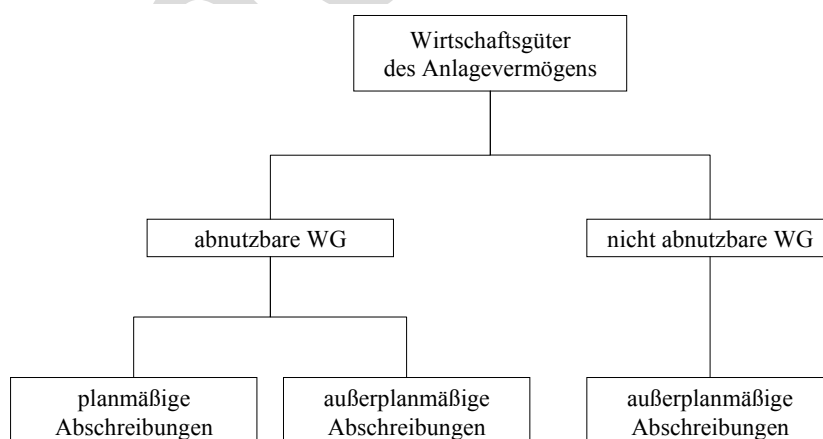 Wirtschaftsgüter
des Anlagevermögens
abnutzbare WG
nicht abnutzbare WG
planmäßige
Abschreibungen
außerplanmäßige
Abschreibungen
außerplanmäßige
Abschreibungen